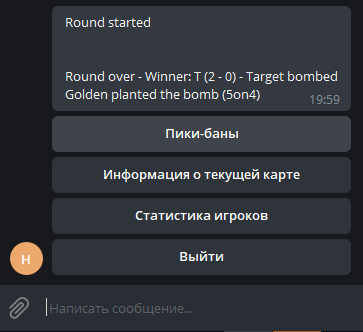 Round started
Round over - Winner: T (2 - 0) - Target bombed
Golden planted the bomb (5on4)
19:59
Пики-баны
Информация о текущей карте
Статистика игроков
Выйти
Н
Написать сообщение...